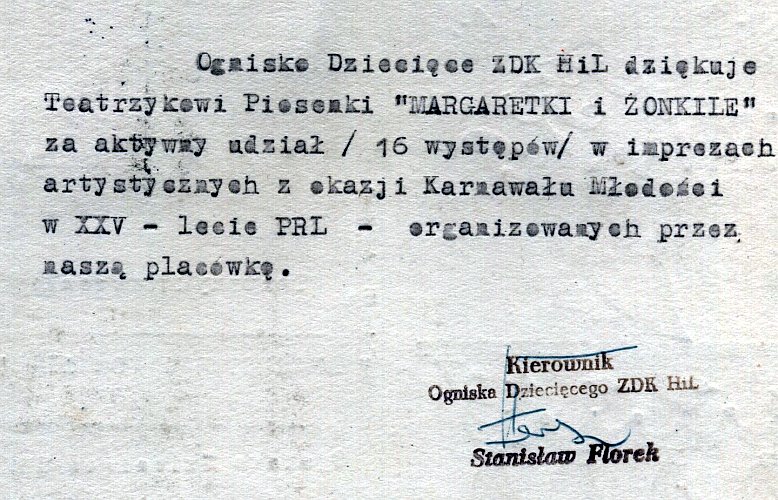 Ognisko Dziecięce ZDK HiL dziękuje
Teatrzykowi Piosenki "MARGARETKI i ŻONKILE"
za aktywny udział / 16 występów/ w imprezach
artystycznych z okazji Karnawału Młodości
w XXV - lecie PRL - organizowanych przez
naszą placówkę.
Kierownik
Ogniska Dziecięcego ZDK HiL
Stanisław Florek